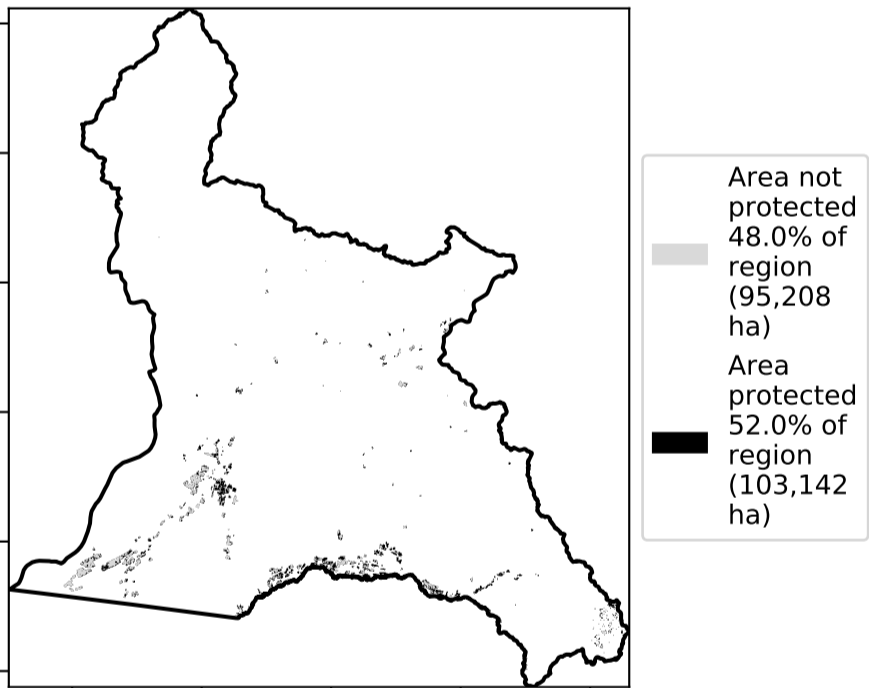 Area not
protected
48.0% of
region
(95,208
ha)
Area
protected
52.0% of
region
(103,142
ha)